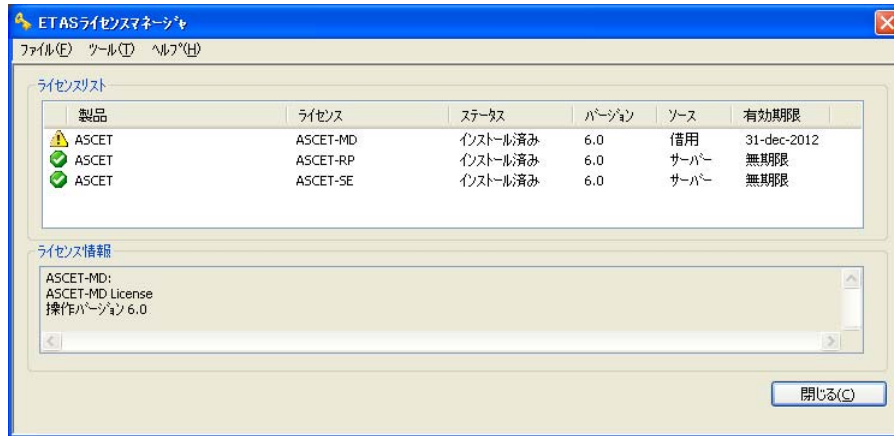 ETASライセンスマネージャ
ファイル(F) ツール(T) ヘルプ(H)
ライセンスリスト
製品 ライセンス ステータス バージョン ソース 有効期限
ASCET ASCET-MD インストール済み 6.0 借用 31-dec-2012
ASCET ASCET-RP インストール済み 6.0 サーバー 無期限
ASCET ASCET-SE インストール済み 6.0 サーバー 無期限
ライセンス情報
ASCET-MD:
ASCET-MD License
操作バージョン 6.0
閉じる(C)